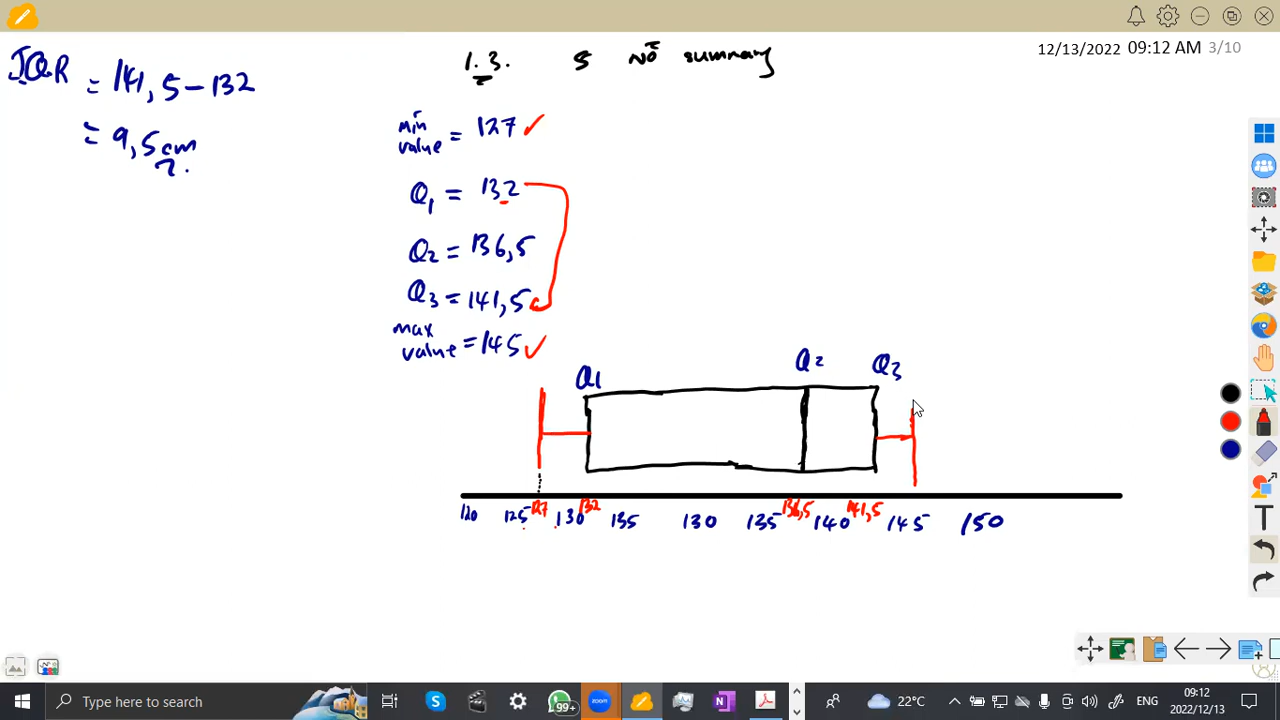 12/13/2022 09:12 AM 3/10
IQR = 141,5 - 132
= 9,5cm
1.3. 5 No summary
min value = 127 ✓
Q1 = 132
Q2 = 136,5
Q3 = 141,5
max value = 145 ✓
Q1 Q2 Q3
120 125 127 130 132 135 130 135 136,5 140 141,5 145 150
T
Type here to search
S
99+
zoom
N
22°C
ENG
09:12
2022/12/13